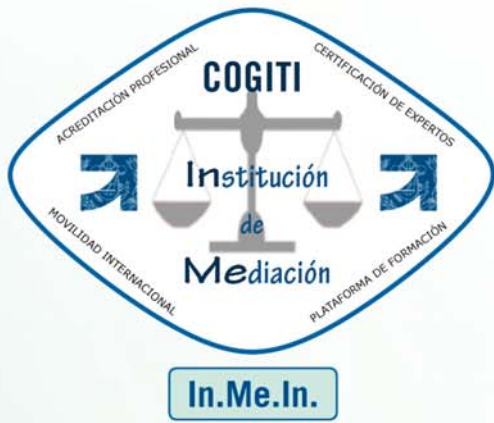 COGITI
ACREDITACIÓN PROFESIONAL
CERTIFICACIÓN DE EXPERTOS
Institución
de
Mediación
MOVILIDAD INTERNACIONAL
PLATAFORMA DE FORMACIÓN
In.Me.In.